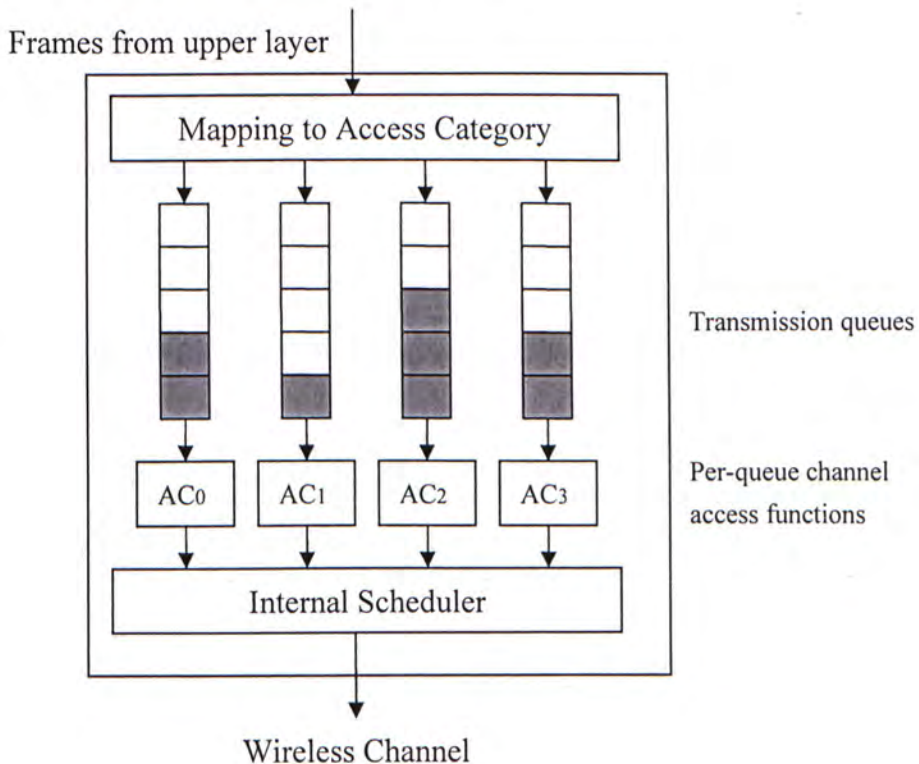 Frames from upper layer
Mapping to Access Category
Transmission queues
AC0
AC1
AC2
AC3
Per-queue channel
access functions
Internal Scheduler
Wireless Channel